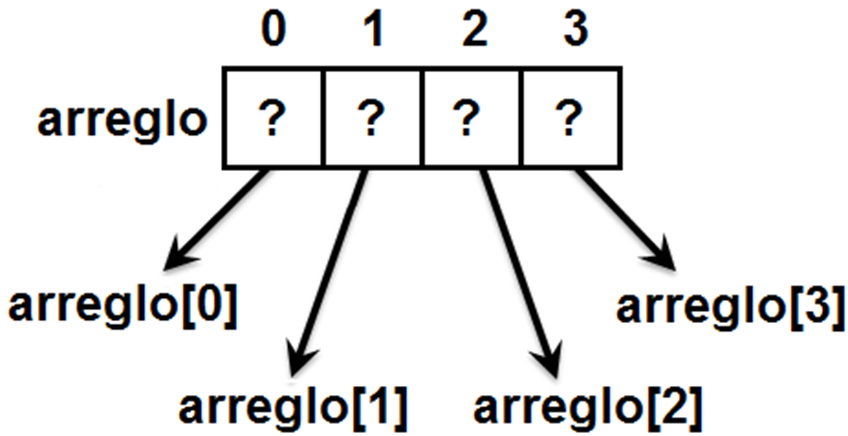 0 1 2 3
arreglo ? ? ? ?
arreglo[0] arreglo[3]
arreglo[1] arreglo[2]